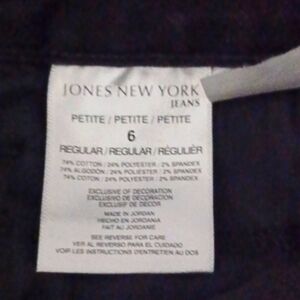 JONES NEW YORK
JEANS
PETITE / PETITE / PETITE
6
REGULAR / REGULAR / RÉGULIER
74% COTTON / 24% POLYESTER / 2% SPANDEX
74% ALGODÓN / 24% POLIÉSTER / 2% SPANDEX
74% COTON / 24% POLYESTER / 2% SPANDEX
EXCLUSIVE OF DECORATION
EXCLUSIVO DE DECORACIÓN
EXCLUSIF DE DÉCOR
MADE IN JORDAN
HECHO EN JORDANIA
FAIT AU JORDANIE
SEE REVERSE FOR CARE
VER AL REVERSO PARA EL CUIDADO
VOIR LES INSTRUCTIONS D'ENTRETIEN AU DOS